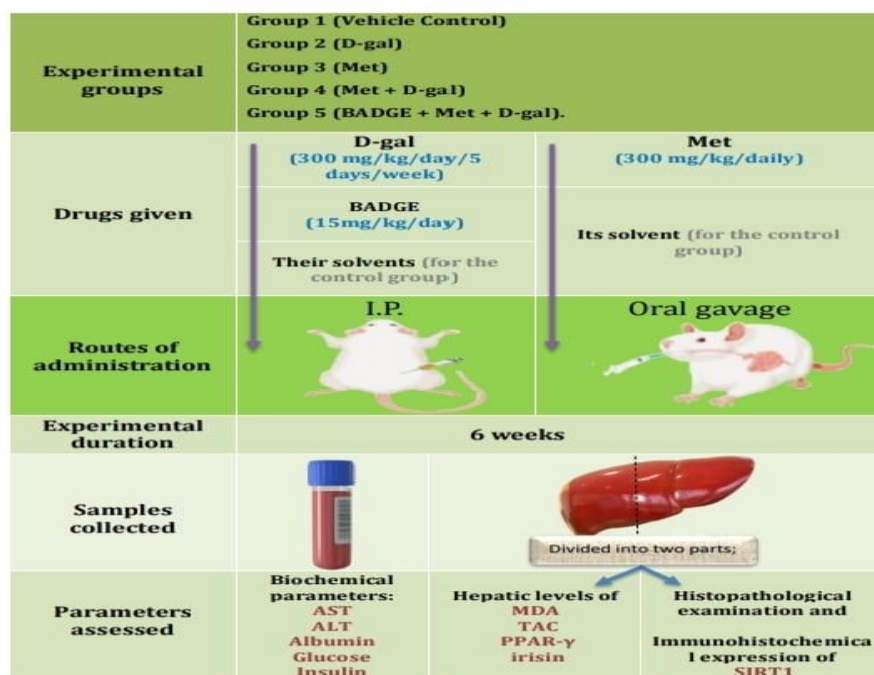 Experimental groups
Group 1 (Vehicle Control)
Group 2 (D-gal)
Group 3 (Met)
Group 4 (Met + D-gal)
Group 5 (BADGE + Met + D-gal).
Drugs given
D-gal
(300 mg/kg/day/5
days/week)
BADGE
(15mg/kg/day)
Their solvents (for the
control group)
Met
(300 mg/kg/daily)
Its solvent (for the control
group)
Routes of
administration
I.P.
Oral gavage
Experimental
duration
6 weeks
Samples
collected
Divided into two parts;
Parameters
assessed
Biochemical
parameters:
AST
ALT
Albumin
Glucose
Insulin
Hepatic levels of
MDA
TAC
PPAR-γ
irisin
Histopathological
examination and
Immunohistochemica
l expression of
SIRT1